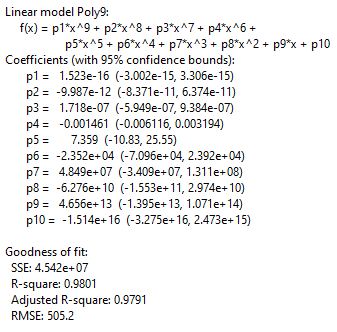 Linear model Poly9:
f(x) = p1*x^9 + p2*x^8 + p3*x^7 + p4*x^6 +
p5*x^5 + p6*x^4 + p7*x^3 + p8*x^2 + p9*x + p10
Coefficients (with 95% confidence bounds):
p1 = 1.523e-16 (-3.002e-15, 3.306e-15)
p2 = -9.987e-12 (-8.371e-11, 6.374e-11)
p3 = 1.718e-07 (-5.949e-07, 9.384e-07)
p4 = -0.001461 (-0.006116, 0.003194)
p5 = 7.359 (-10.83, 25.55)
p6 = -2.352e+04 (-7.096e+04, 2.392e+04)
p7 = 4.849e+07 (-3.409e+07, 1.311e+08)
p8 = -6.276e+10 (-1.553e+11, 2.974e+10)
p9 = 4.656e+13 (-1.395e+13, 1.071e+14)
p10 = -1.514e+16 (-3.275e+16, 2.473e+15)
Goodness of fit:
SSE: 4.542e+07
R-square: 0.9801
Adjusted R-square: 0.9791
RMSE: 505.2